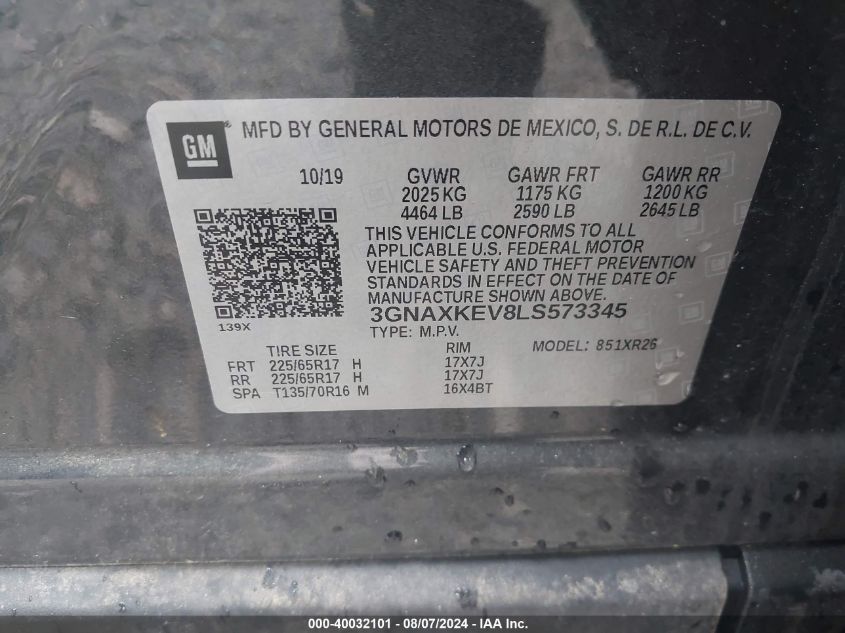 GM ® MFD BY GENERAL MOTORS DE MEXICO, S. DE R.L. DE C.V.
10/19 GVWR GAWR FRT GAWR RR
2025 KG 1175 KG 1200 KG
4464 LB 2590 LB 2645 LB
THIS VEHICLE CONFORMS TO ALL
APPLICABLE U.S. FEDERAL MOTOR
VEHICLE SAFETY AND THEFT PREVENTION
STANDARDS IN EFFECT ON THE DATE OF
MANUFACTURE SHOWN ABOVE.
3GNAXKEV8LS573345
139X TYPE: M.P.V. MODEL: 851XR26
TIRE SIZE RIM
FRT 225/65R17 H 17X7J
RR 225/65R17 H 17X7J
SPA T135/70R16 M 16X4BT
000-40032101 - 08/07/2024 - IEA Inc.